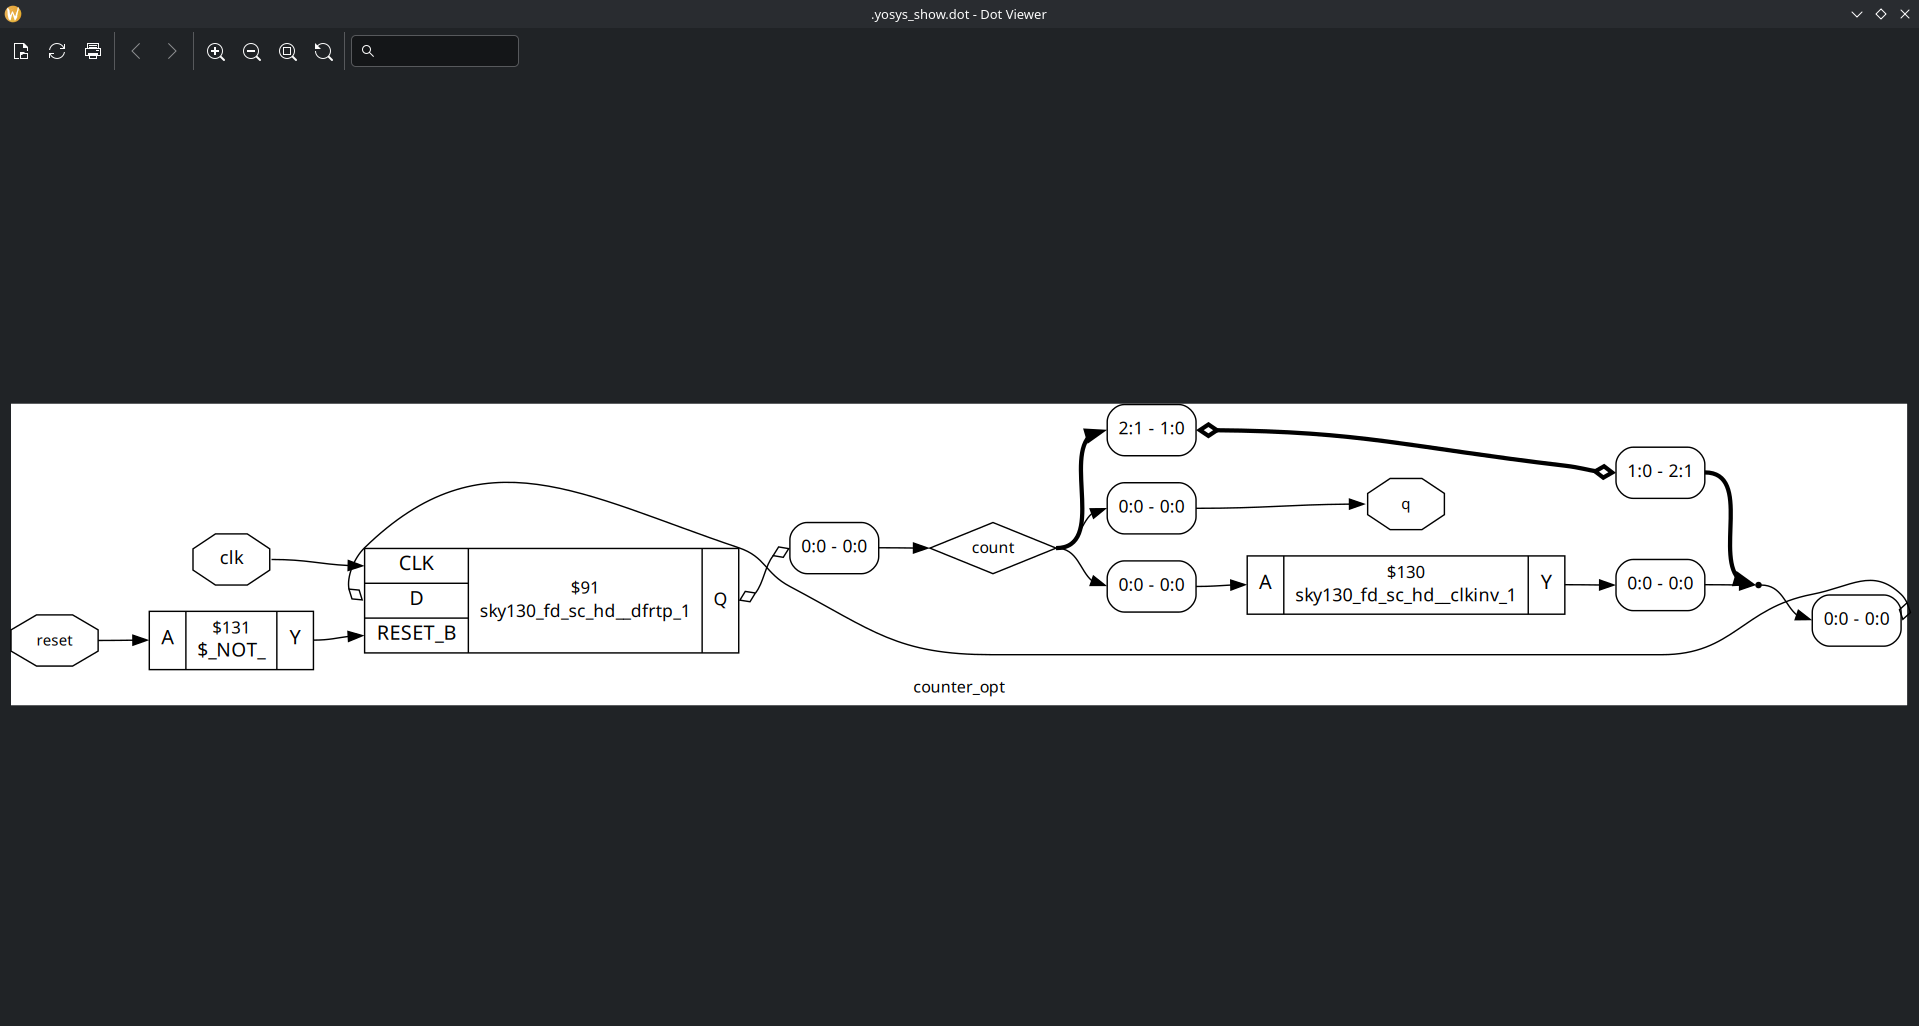 .yosys_show.dot - Dot Viewer
2:1 - 1:0
1:0 - 2:1
0:0 - 0:0
q
clk
CLK
D
RESET_B
$91
sky130_fd_sc_hd__dfrtp_1
Q
0:0 - 0:0
count
0:0 - 0:0
A
$130
sky130_fd_sc_hd__clkinv_1
Y
0:0 - 0:0
0:0 - 0:0
reset
A
$131
$_NOT_
Y
counter_opt